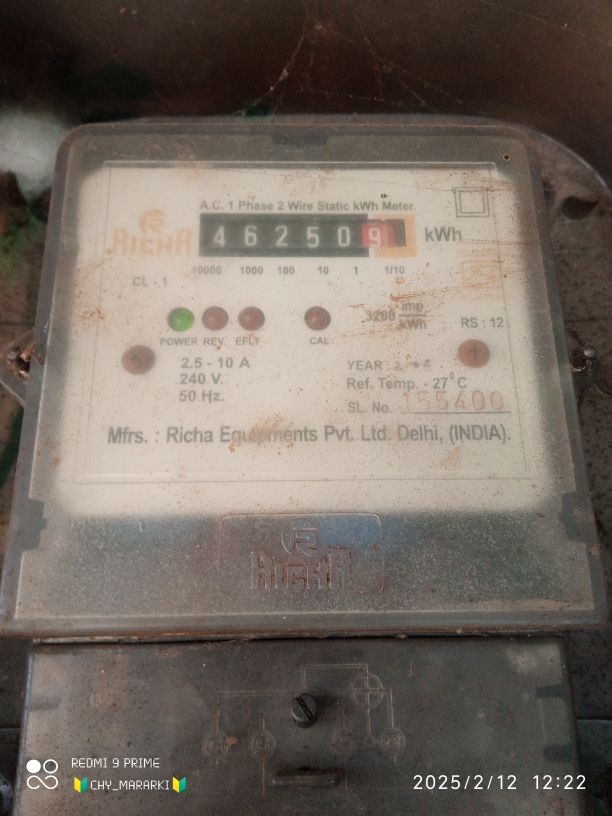 A.C. 1 Phase 2 Wire Static kWh Meter.
RICHA
462509 kWh
10000 1000 100 10 1 1/10
CL - 1
3200 imp/kWh
POWER REV. EFLT CAL
RS : 12
2.5 - 10 A
240 V.
50 Hz.
YEAR :
Ref. Temp. - 27°C
SL. No. 155400
Mfrs. : Richa Equipments Pvt. Ltd. Delhi, (INDIA).
RICHA
REDMI 9 PRIME
CHY_MARARKI
2025/2/12 12:22